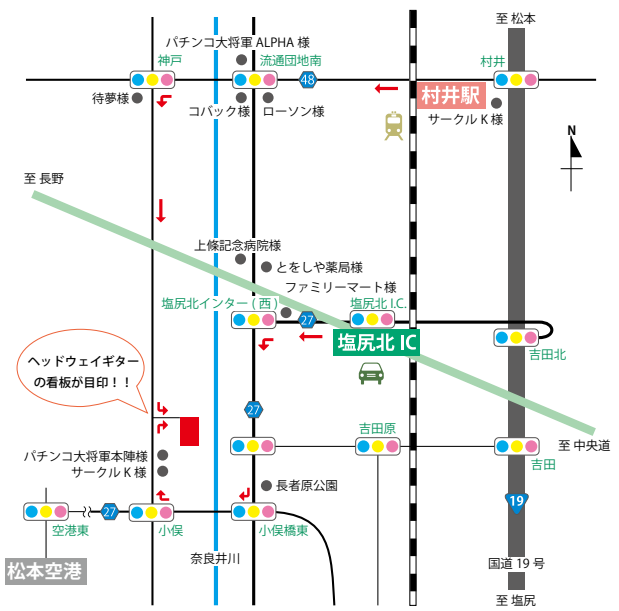 至 松本
パチンコ大将軍 ALPHA 様
神戸
流通団地南
村井
48
村井駅
待夢様
コバック様
ローソン様
サークル K 様
N
至 長野
上條記念病院様
とをしや薬局様
ファミリーマート様
塩尻北インター ( 西 )
塩尻北 I.C.
27
塩尻北 IC
吉田北
ヘッドウェイギター
の看板が目印！！
27
吉田原
至 中央道
パチンコ大将軍本陣様
サークル K 様
吉田
長者原公園
19
27
空港東
小俣
小俣橋東
松本空港
奈良井川
国道 19 号
至 塩尻